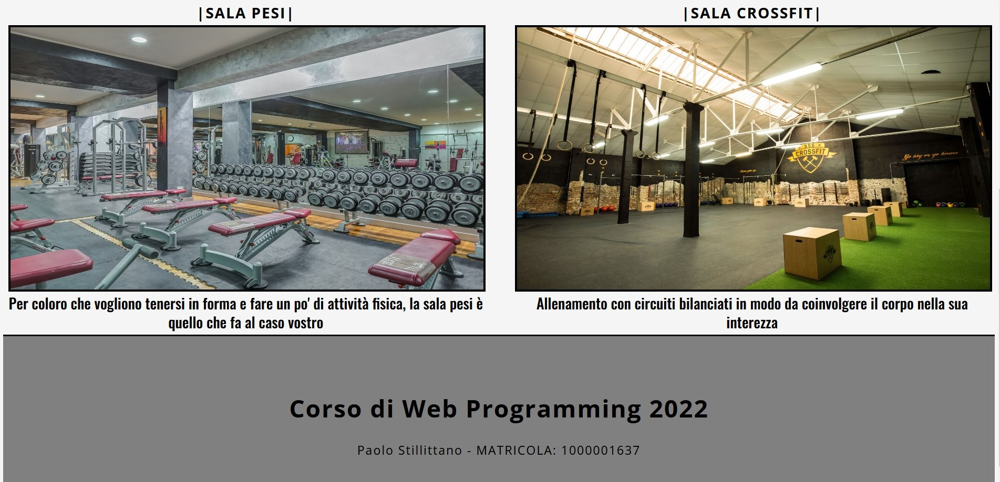 |SALA PESI|
|SALA CROSSFIT|
555
CROSSFIT
Go big or go home
Per coloro che vogliono tenersi in forma e fare un po' di attività fisica, la sala pesi è
quello che fa al caso vostro
Allenamento con circuiti bilanciati in modo da coinvolgere il corpo nella sua
interezza
Corso di Web Programming 2022
Paolo Stillittano - MATRICOLA: 1000001637